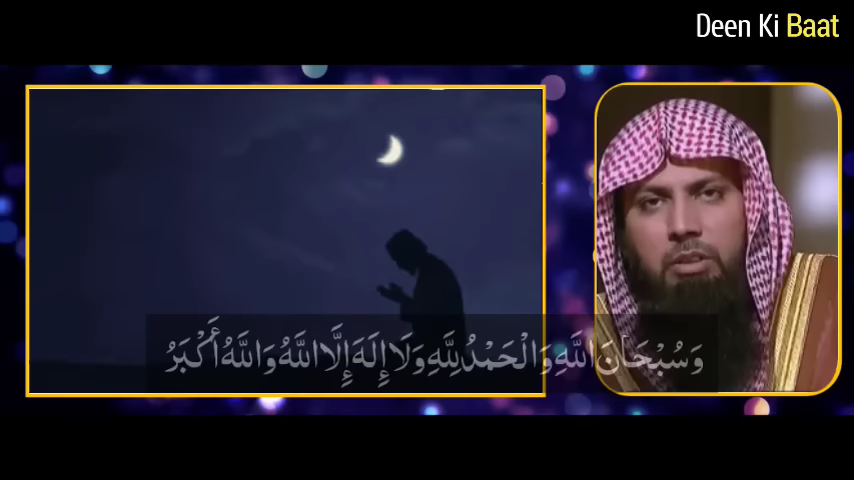 Deen Ki Baat
وَسُبْحَانَ اللَّهِ وَالْحَمْدُ لِلَّهِ وَلَا إِلَهَ إِلَّا اللَّهُ وَاللَّهُ أَكْبَرُ